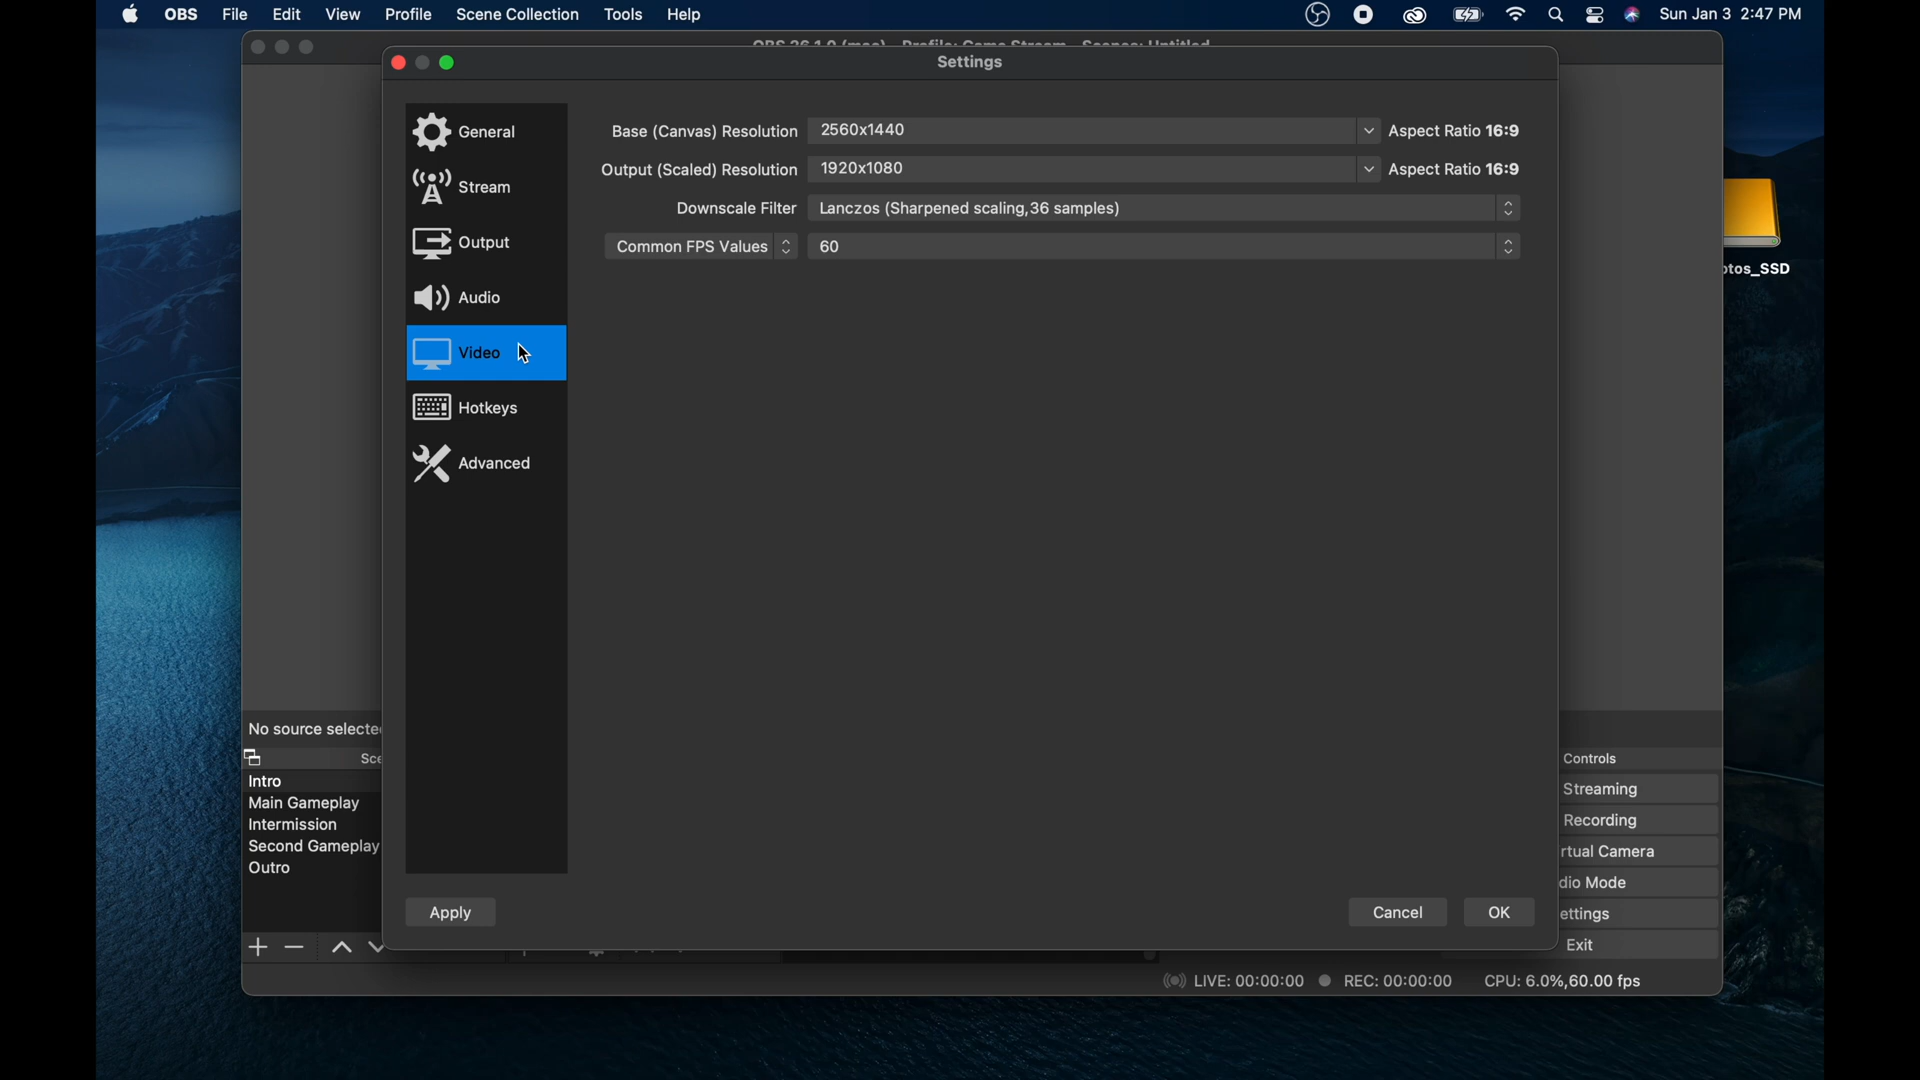 OBS File Edit View Profile Scene Collection Tools Help Sun Jan 3 2:47 PM
Settings
General
Stream
Output
Audio
Video
Hotkeys
Advanced
Base (Canvas) Resolution 2560x1440 Aspect Ratio 16:9
Output (Scaled) Resolution 1920x1080 Aspect Ratio 16:9
Downscale Filter Lanczos (Sharpened scaling,36 samples)
Common FPS Values 60
otos_SSD
No source selected
Sce
Intro
Main Gameplay
Intermission
Second Gameplay
Outro
Controls
Streaming
Recording
rtual Camera
dio Mode
ettings
Exit
Apply Cancel OK
LIVE: 00:00:00 REC: 00:00:00 CPU: 6.0%,60.00 fps